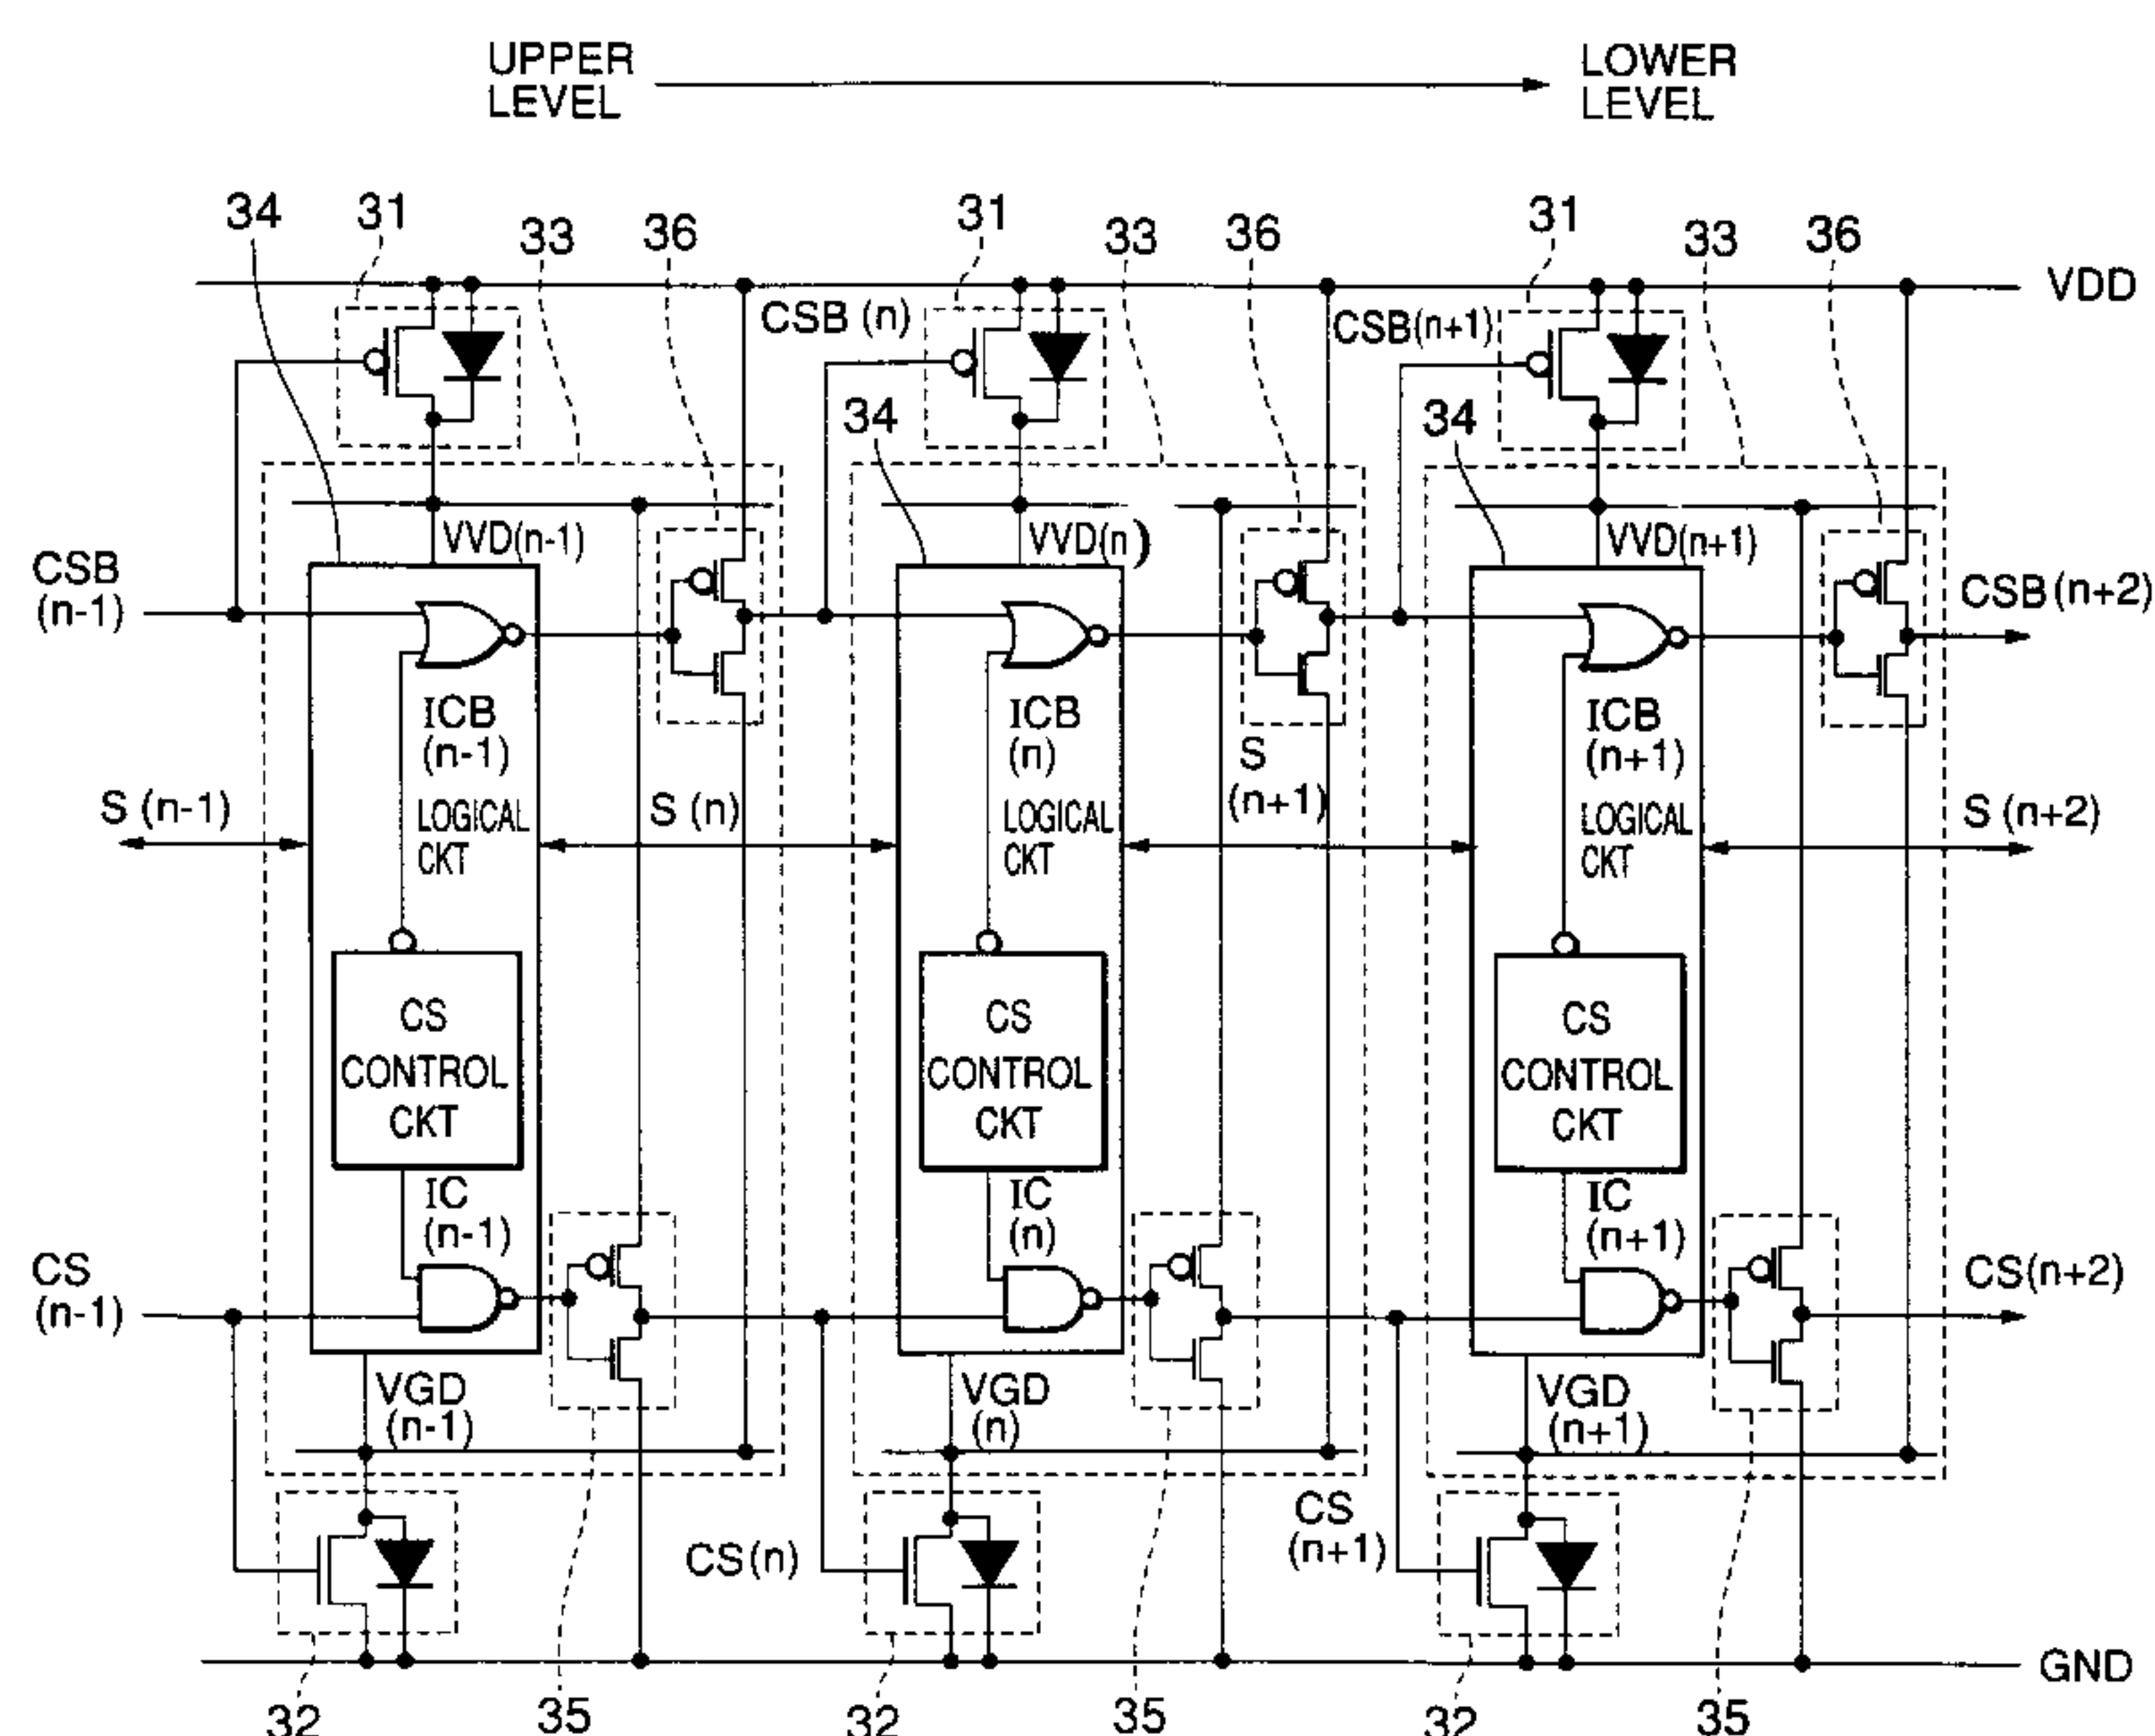 UPPER
LEVEL
LOWER
LEVEL
34
31
33
36
31
33
36
31
33
36
VDD
CSB (n)
CSB(n+1)
34
34
VVD(n-1)
VVD(n)
VVD(n+1)
CSB
(n-1)
CSB(n+2)
ICB
(n-1)
ICB
(n)
ICB
(n+1)
S (n-1)
S (n)
S
(n+1)
S (n+2)
LOGICAL
CKT
LOGICAL
CKT
LOGICAL
CKT
CS
CONTROL
CKT
CS
CONTROL
CKT
CS
CONTROL
CKT
IC
(n-1)
IC
(n)
IC
(n+1)
CS
(n-1)
CS(n+2)
VGD
(n-1)
VGD
(n)
VGD
(n+1)
CS(n)
CS
(n+1)
GND
32
35
32
35
32
35